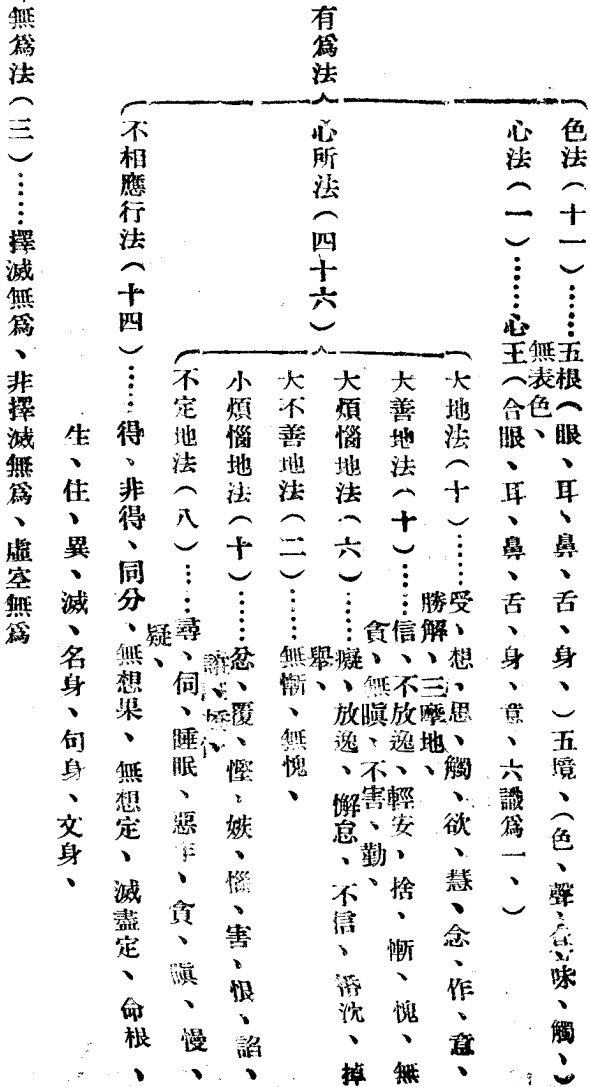 有爲法
色法(十一)……五根(眼、耳、鼻、舌、身、)五境、(色、聲、香、味、觸、)
無表色、
心法(一)……心王(合眼、耳、鼻、舌、身、意、六識爲一、)
心所法(四十六)
大地法(十)……受、想、思、觸、欲、慧、念、作、意、
勝解、三摩地、
大善地法(十)……信、不放逸、輕安、捨、慚、愧、無
貪、無瞋、不害、勤、
大煩惱地法(六)……癡、放逸、懈怠、不信、惛沈、掉
舉、
大不善地法(二)……無慚、無愧、
小煩惱地法(十)……忿、覆、慳、嫉、惱、害、恨、諂、
憍、
不定地法(八)……尋、伺、睡眠、惡作、貪、瞋、慢、
疑、
不相應行法(十四)……得、非得、同分、無想果、無想定、滅盡定、命根、
生、住、異、滅、名身、句身、文身、
無爲法(三)……擇滅無爲、非擇滅無爲、虛空無爲